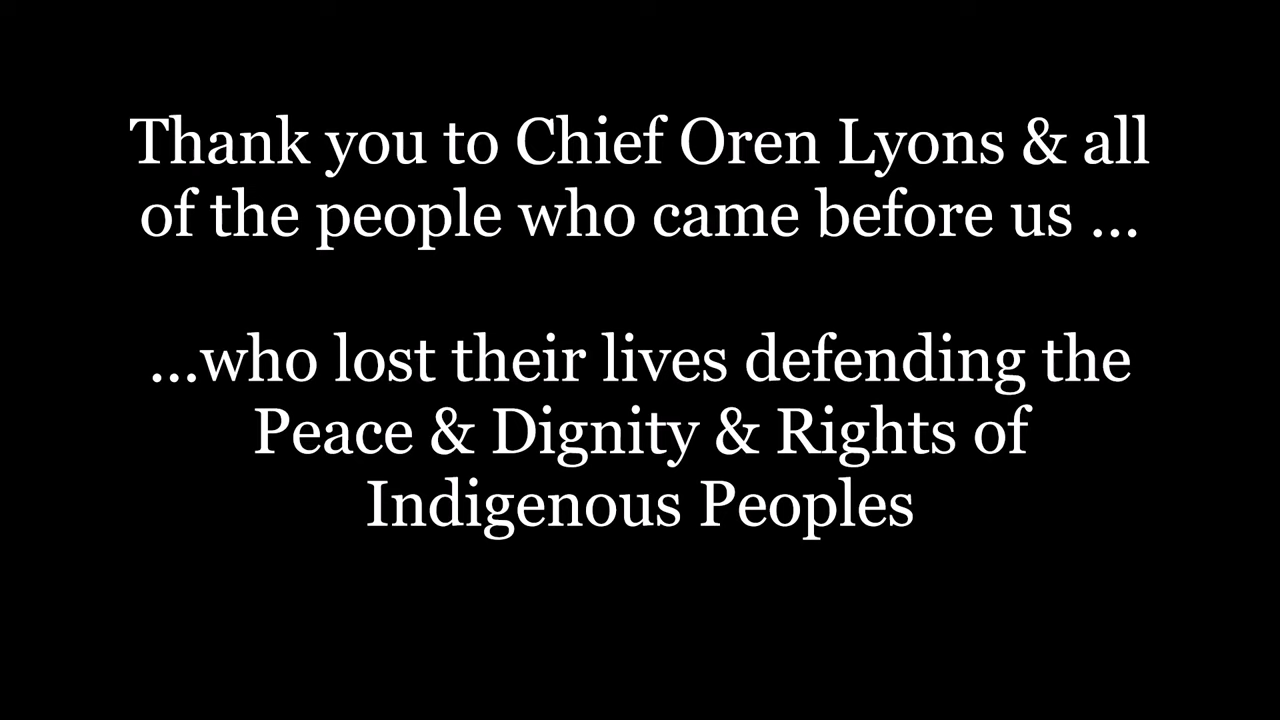 Thank you to Chief Oren Lyons & all
of the people who came before us ...
...who lost their lives defending the
Peace & Dignity & Rights of
Indigenous Peoples